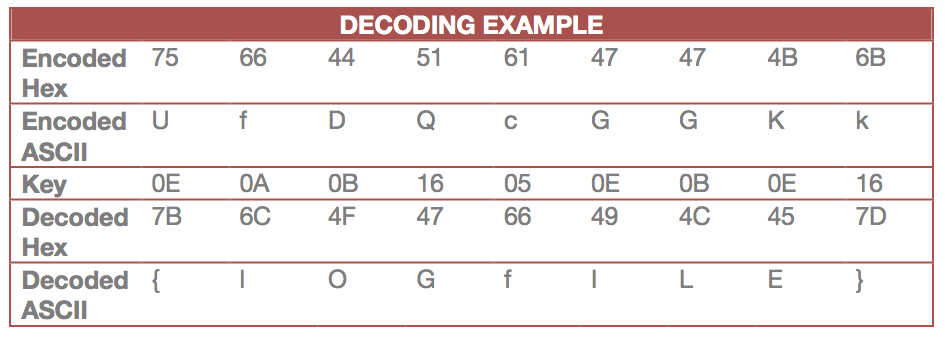 DECODING EXAMPLE
Encoded Hex 75 66 44 51 61 47 47 4B 6B
Encoded ASCII U f D Q c G G K k
Key 0E 0A 0B 16 05 0E 0B 0E 16
Decoded Hex 7B 6C 4F 47 66 49 4C 45 7D
Decoded ASCII { l O G f I L E }